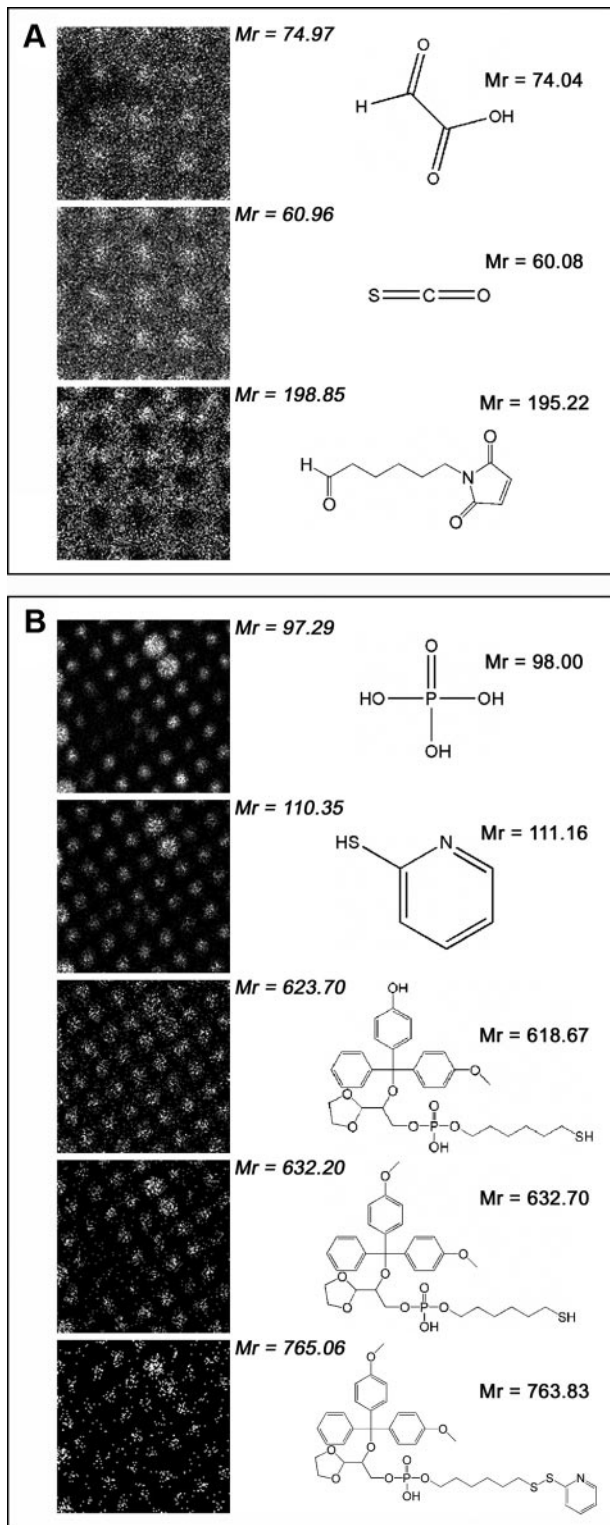 A
Mr = 74.97
O
Mr = 74.04
H
OH
O
Mr = 60.96
Mr = 60.08
S C O
Mr = 198.85
Mr = 195.22
O
H
N
O
O
B
Mr = 97.29
O
Mr = 98.00
HO P OH
OH
Mr = 110.35
HS N
Mr = 111.16
Mr = 623.70
OH
Mr = 618.67
O
O
O O
O O P O
SH
OH
Mr = 632.20
O
Mr = 632.70
O
O
O O
O O P O
SH
OH
Mr = 765.06
O
Mr = 763.83
O
O
O O
O O P O
S S N
OH